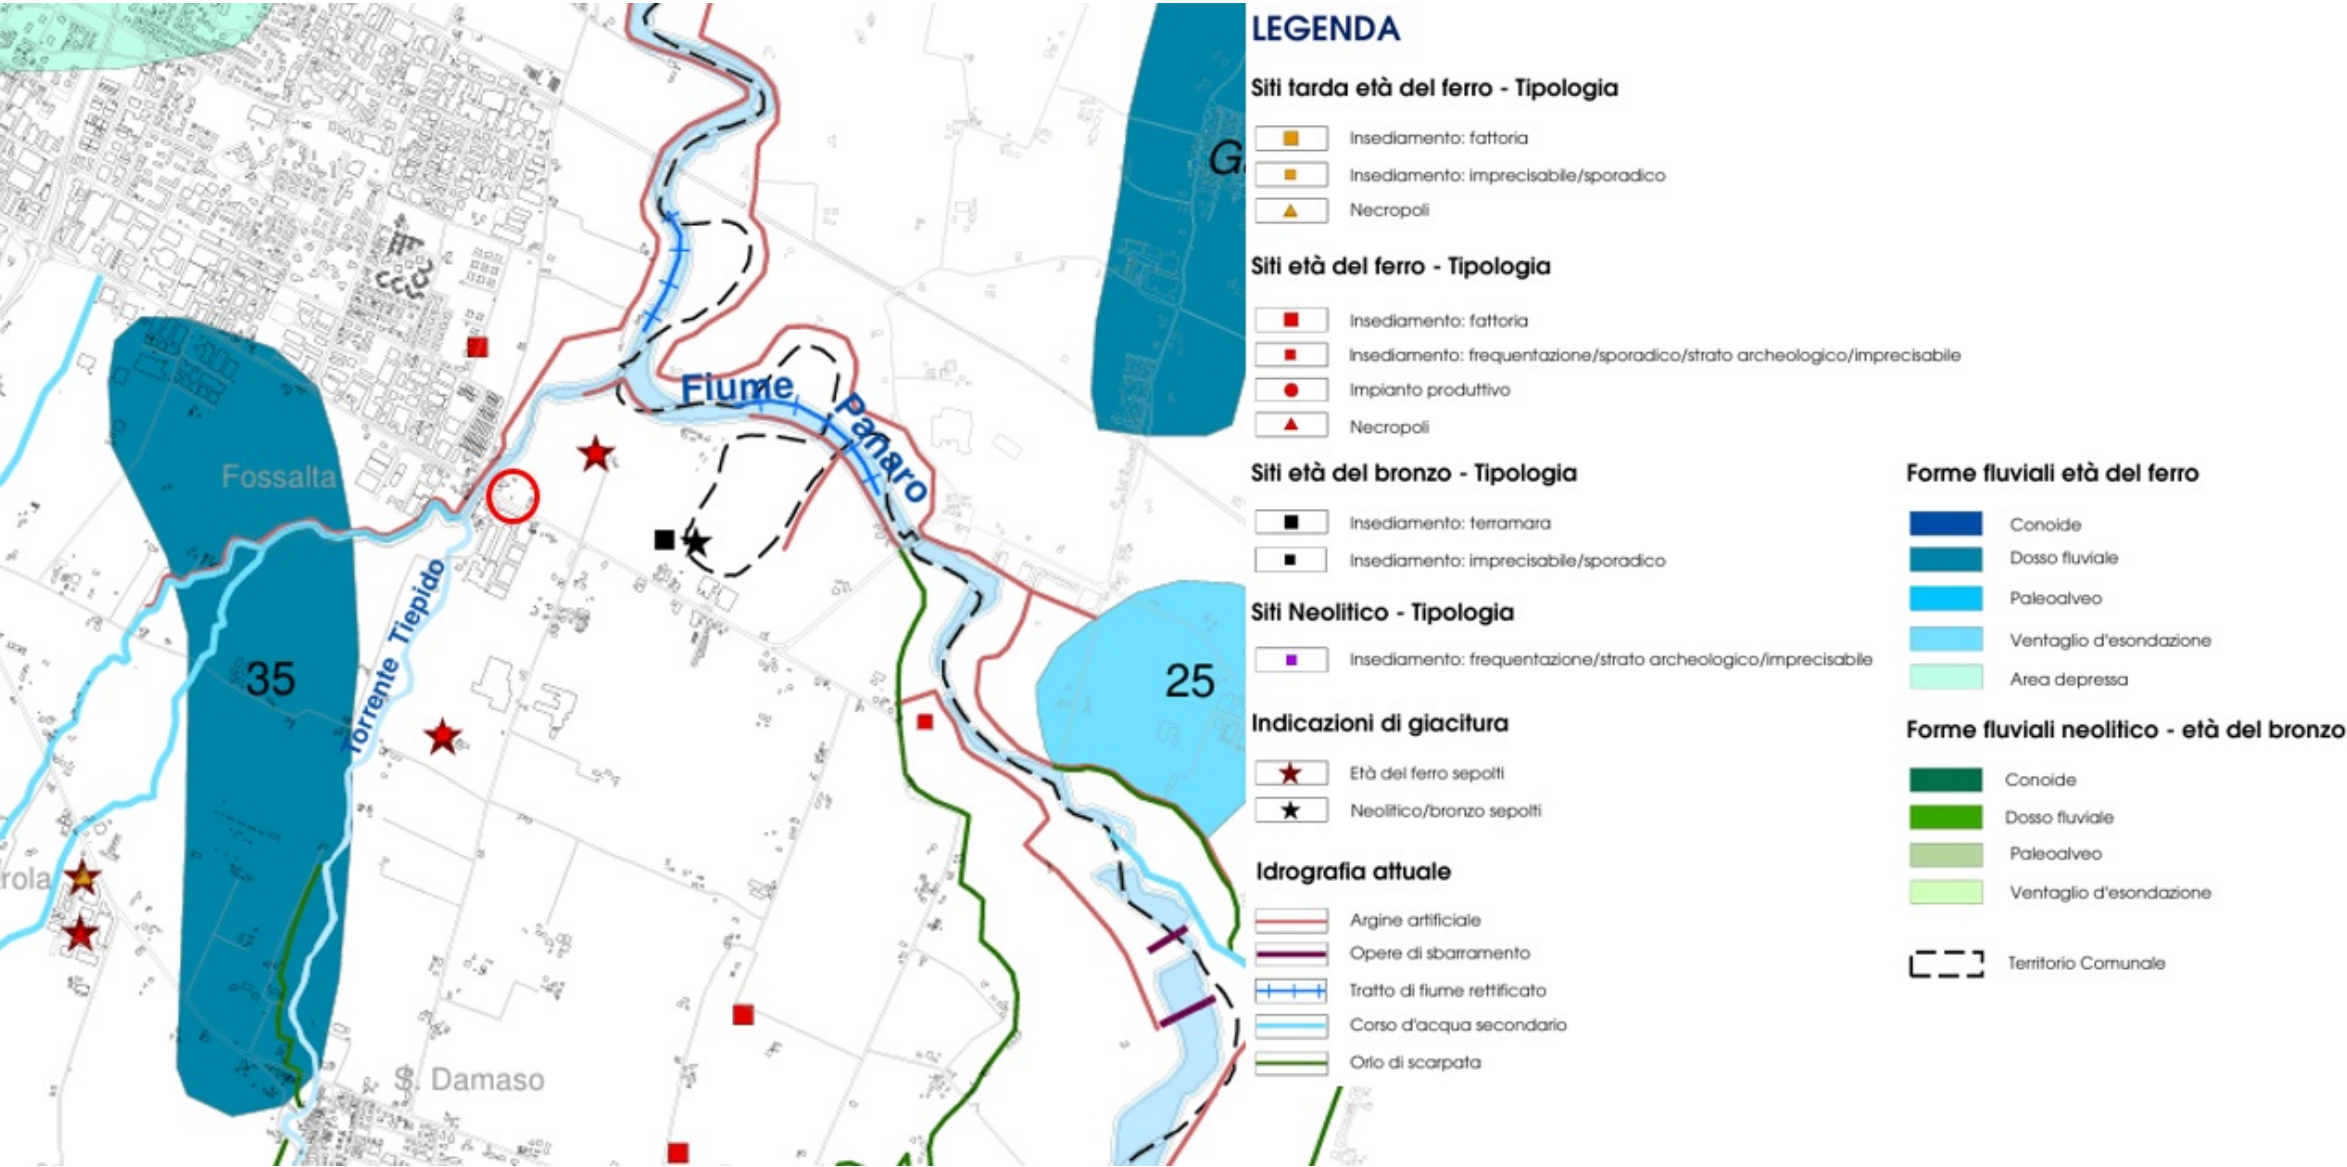 G
Fiume
Panaro
Fossalta
Torrente Tiepido
35
25
rola
S. Damaso
LEGENDA
Siti tarda età del ferro - Tipologia
Insediamento: fattoria
Insediamento: imprecisabile/sporadico
Necropoli
Siti età del ferro - Tipologia
Insediamento: fattoria
Insediamento: frequentazione/sporadico/strato archeologico/imprecisabile
Impianto produttivo
Necropoli
Siti età del bronzo - Tipologia
Insediamento: terramara
Insediamento: imprecisabile/sporadico
Siti Neolitico - Tipologia
Insediamento: frequentazione/strato archeologico/imprecisabile
Indicazioni di giacitura
Età del ferro sepolti
Neolitico/bronzo sepolti
Idrografia attuale
Argine artificiale
Opere di sbarramento
Tratto di fiume rettificato
Corso d'acqua secondario
Orlo di scarpata
Forme fluviali età del ferro
Conoide
Dosso fluviale
Paleoalveo
Ventaglio d'esondazione
Area depressa
Forme fluviali neolitico - età del bronzo
Conoide
Dosso fluviale
Paleoalveo
Ventaglio d'esondazione
Territorio Comunale